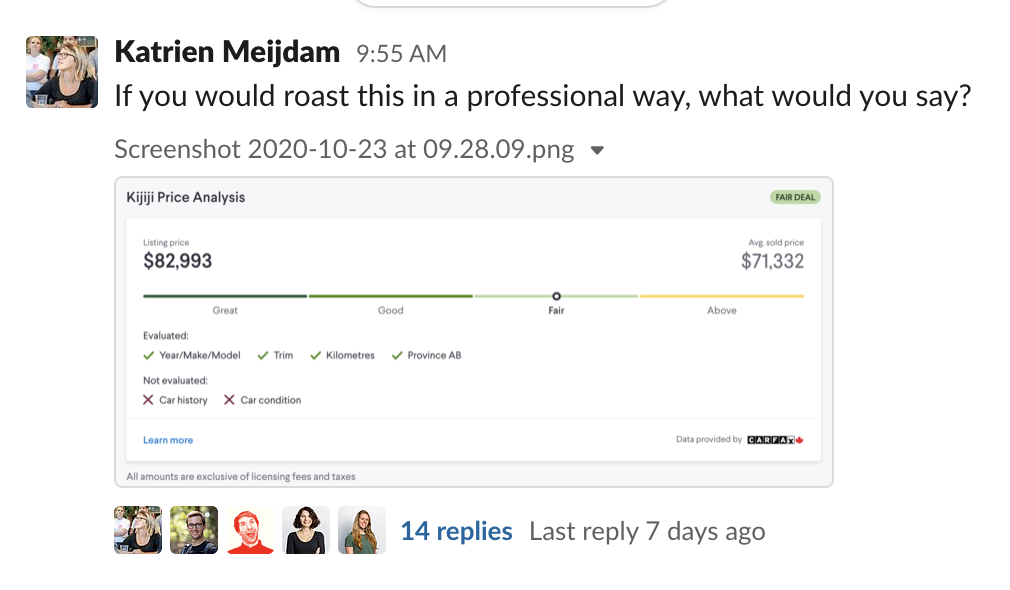 Katrien Meijdam 9:55 AM
If you would roast this in a professional way, what would you say?
Screenshot 2020-10-23 at 09.28.09.png
Kijiji Price Analysis FAIR DEAL
Listing price Avg. sold price
$82,993 $71,332
Great Good Fair Above
Evaluated:
Year/Make/Model Trim Kilometres Province AB
Not evaluated:
Car history Car condition
Learn more Data provided by CARFAX
All amounts are exclusive of licensing fees and taxes
14 replies Last reply 7 days ago